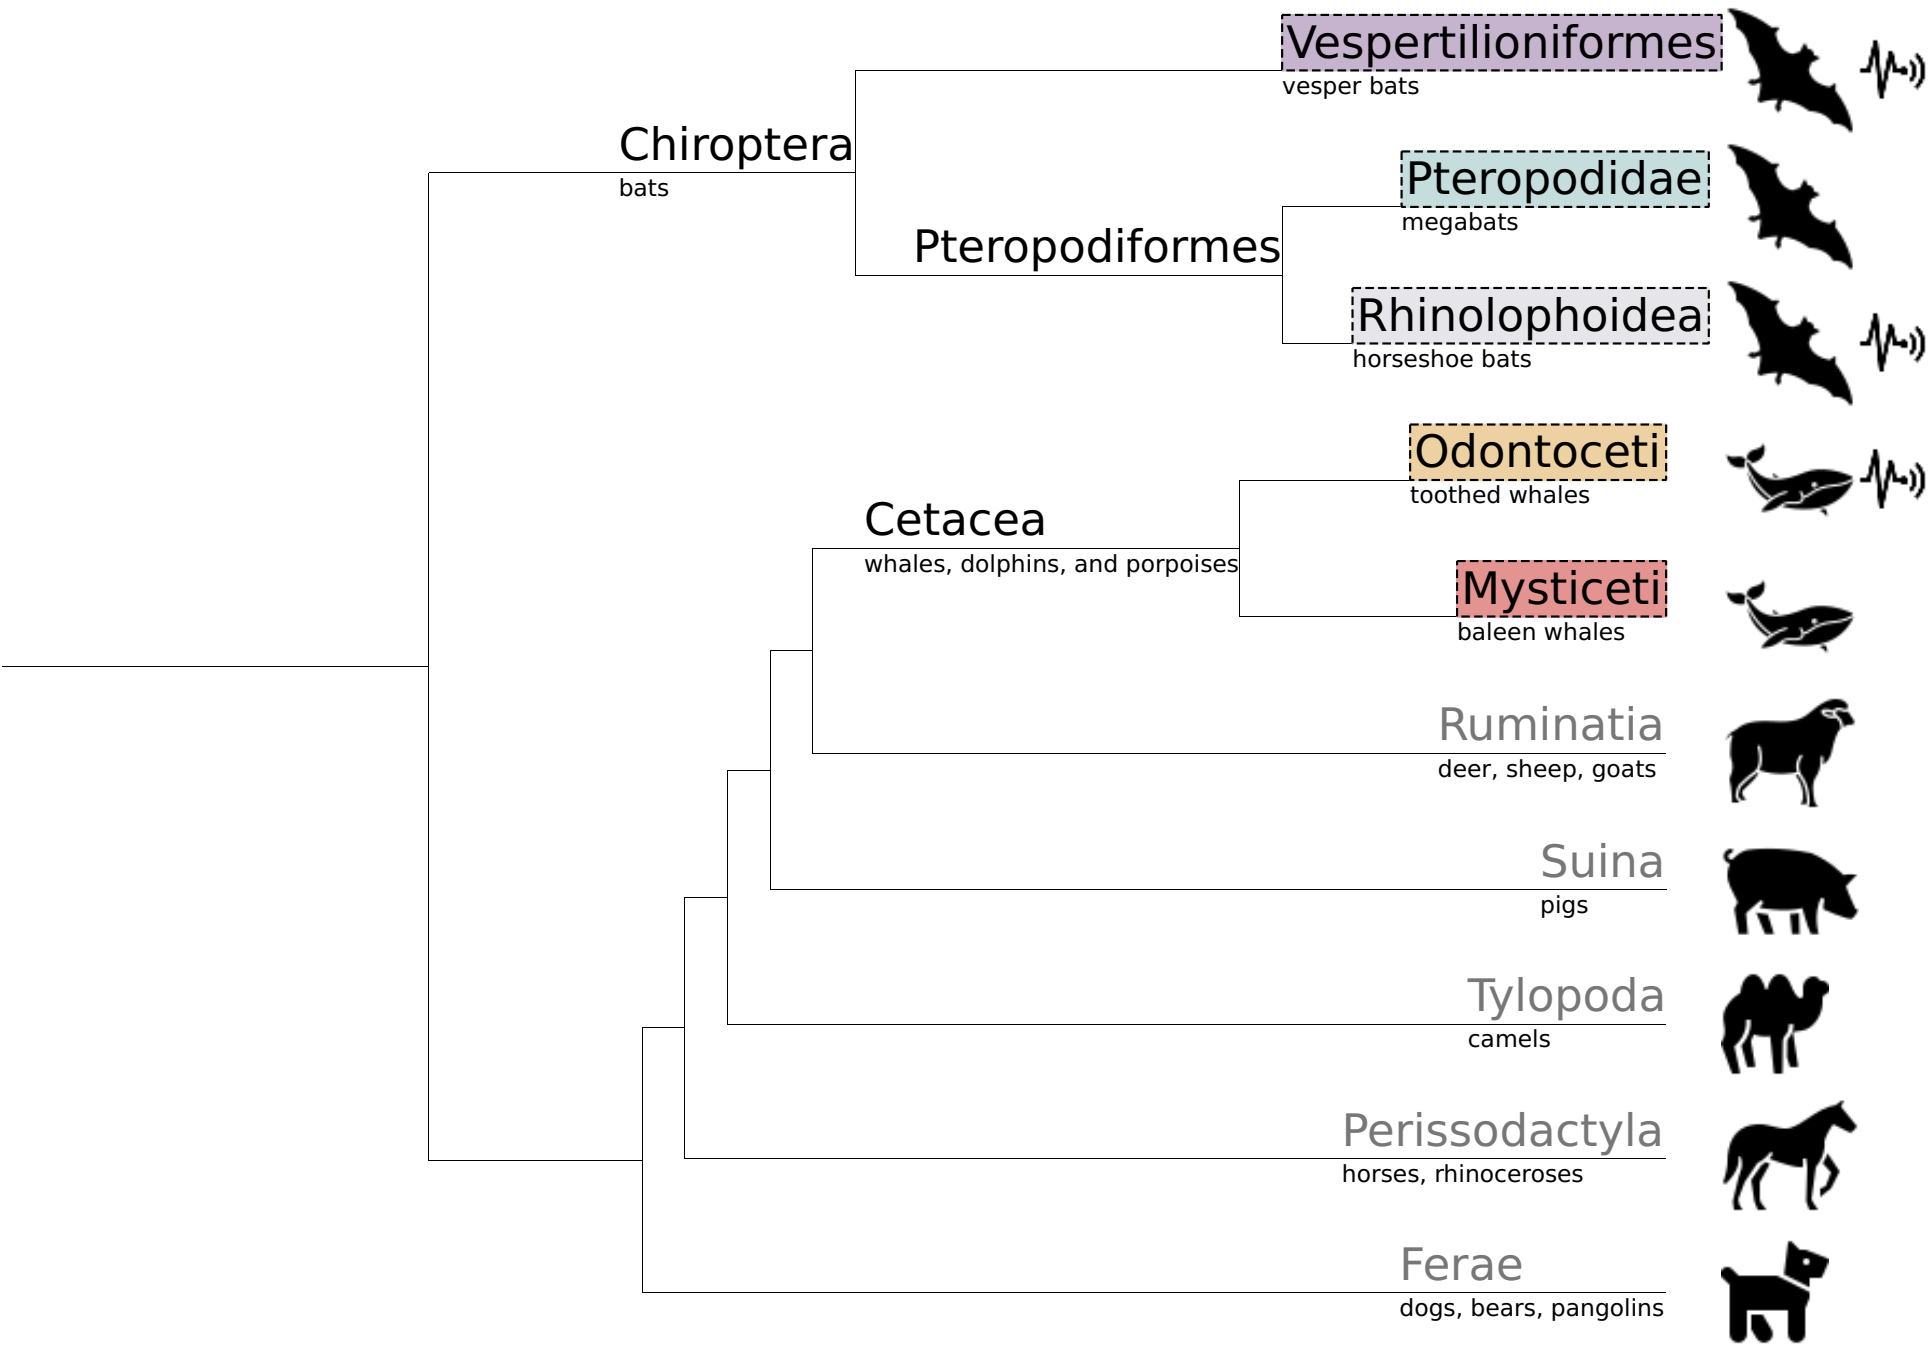 Vespertilioniformes
vesper bats
Chiroptera
bats
Pteropodidae
megabats
Pteropodiformes
Rhinolophoidea
horseshoe bats
Odontoceti
toothed whales
Cetacea
whales, dolphins, and porpoises
Mysticeti
baleen whales
Ruminatia
deer, sheep, goats
Suina
pigs
Tylopoda
camels
Perissodactyla
horses, rhinoceroses
Ferae
dogs, bears, pangolins